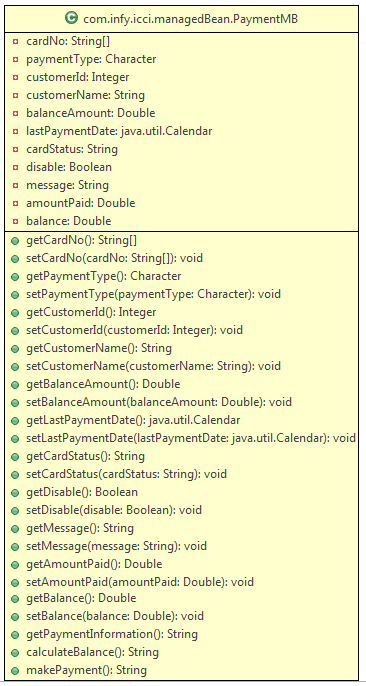 com.infy.icci.managedBean.PaymentMB
cardNo: String[]
paymentType: Character
customerId: Integer
customerName: String
balanceAmount: Double
lastPaymentDate: java.util.Calendar
cardStatus: String
disable: Boolean
message: String
amountPaid: Double
balance: Double
getCardNo(): String[]
setCardNo(cardNo: String[]): void
getPaymentType(): Character
setPaymentType(paymentType: Character): void
getCustomerId(): Integer
setCustomerId(customerId: Integer): void
getCustomerName(): String
setCustomerName(customerName: String): void
getBalanceAmount(): Double
setBalanceAmount(balanceAmount: Double): void
getLastPaymentDate(): java.util.Calendar
setLastPaymentDate(lastPaymentDate: java.util.Calendar): void
getCardStatus(): String
setCardStatus(cardStatus: String): void
getDisable(): Boolean
setDisable(disable: Boolean): void
getMessage(): String
setMessage(message: String): void
getAmountPaid(): Double
setAmountPaid(amountPaid: Double): void
getBalance(): Double
setBalance(balance: Double): void
getPaymentInformation(): String
calculateBalance(): String
makePayment(): String